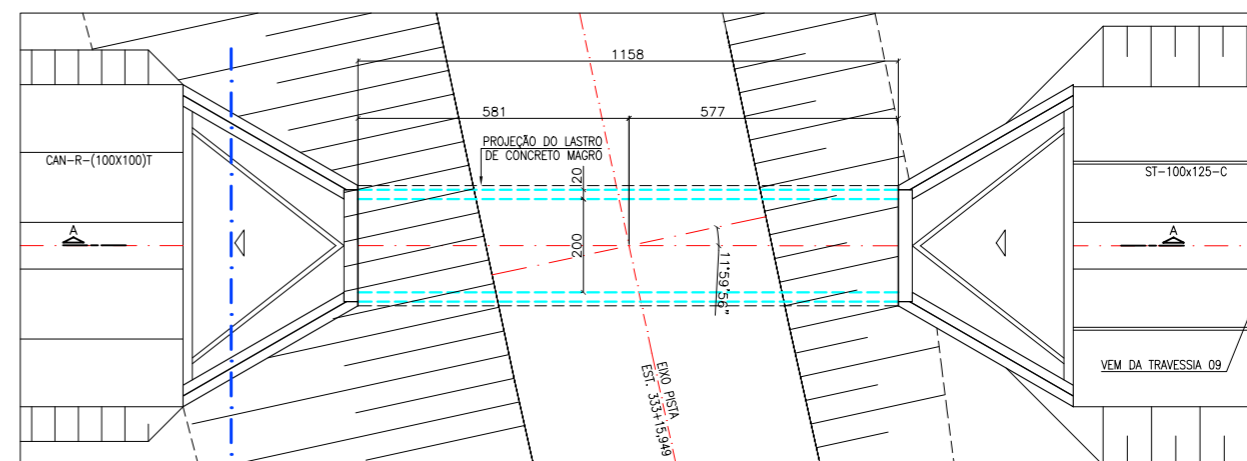 1158
581
577
PROJEÇÃO DO LASTRO
DE CONCRETO MAGRO
20
200
CAN-R-(100X100)T
ST-100x125-C
A
A
11°59'56"
EIXO PISTA
EST. 333+15,949
VEM DA TRAVESSIA 09